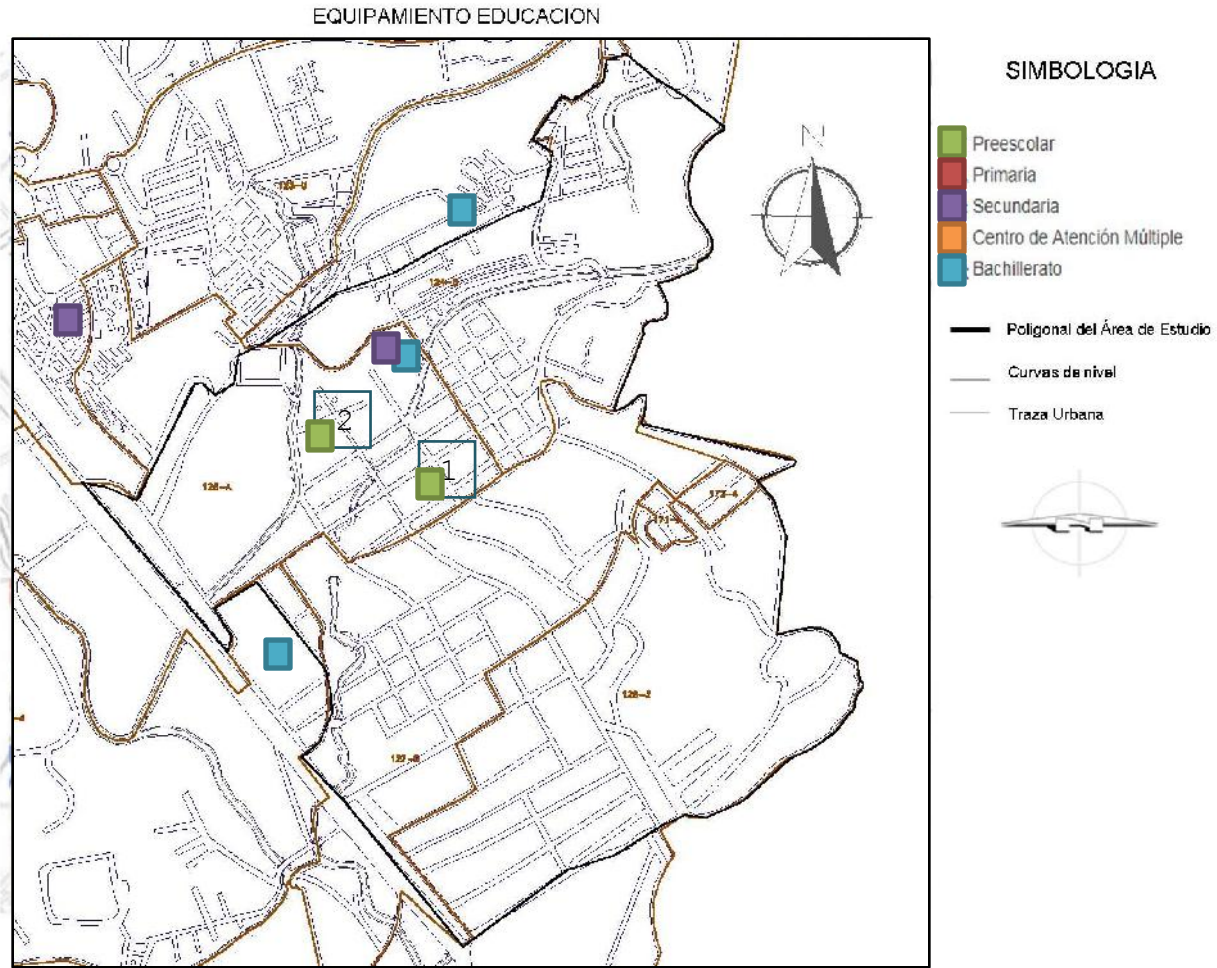 EQUIPAMIENTO EDUCACION
SIMBOLOGIA
N
Preescolar
Primaria
Secundaria
Centro de Atención Múltiple
Bachillerato
Poligonal del Área de Estudio
Curvas de nivel
Traza Urbana
2
1